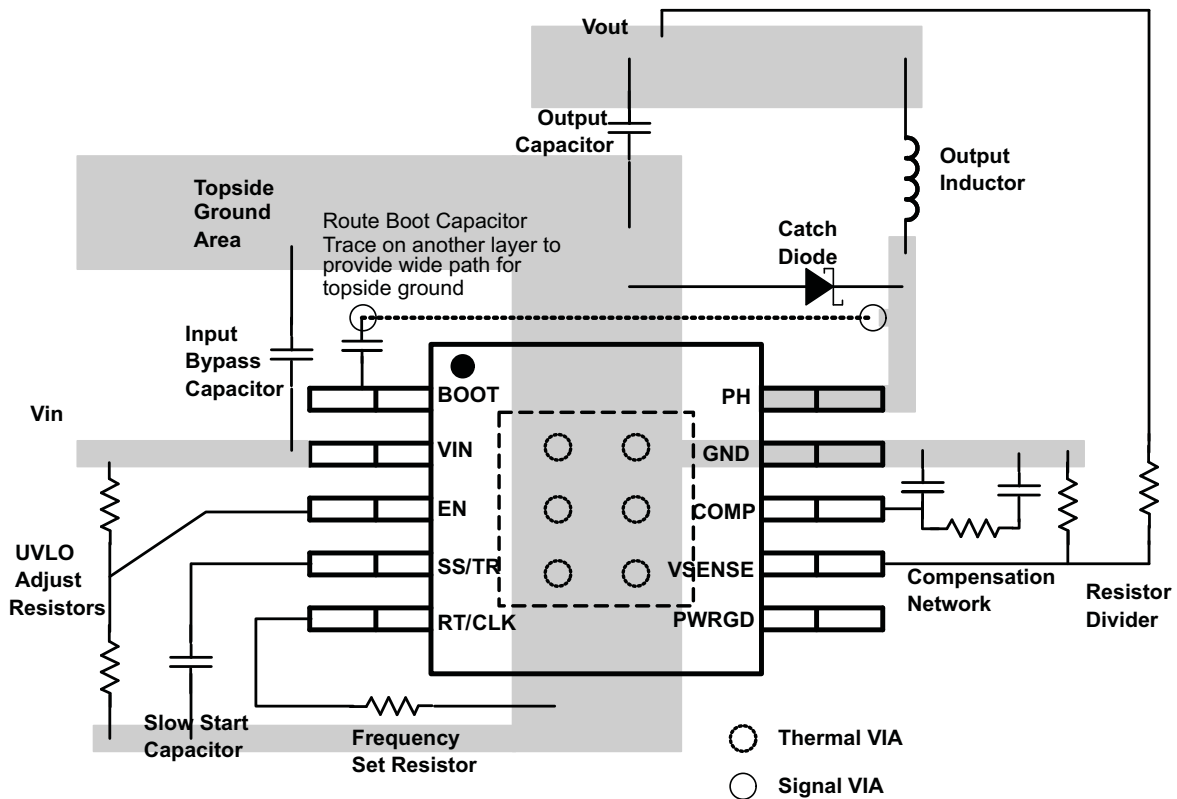 Vout
Output
Capacitor
Output
Inductor
Topside
Ground
Area
Route Boot Capacitor
Trace on another layer to
provide wide path for
topside ground
Catch
Diode
Input
Bypass
Capacitor
Vin
BOOT
VIN
EN
SS/TR
RT/CLK
PH
GND
COMP
VSENSE
PWRGD
UVLO
Adjust
Resistors
Compensation
Network
Resistor
Divider
Slow Start
Capacitor
Frequency
Set Resistor
Thermal VIA
Signal VIA